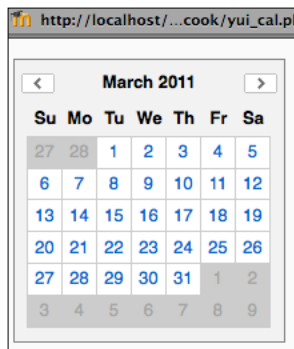 http://localhost/...cook/yui_cal.p
< March 2011 >
Su Mo Tu We Th Fr Sa
27 28 1 2 3 4 5
6 7 8 9 10 11 12
13 14 15 16 17 18 19
20 21 22 23 24 25 26
27 28 29 30 31 1 2
3 4 5 6 7 8 9